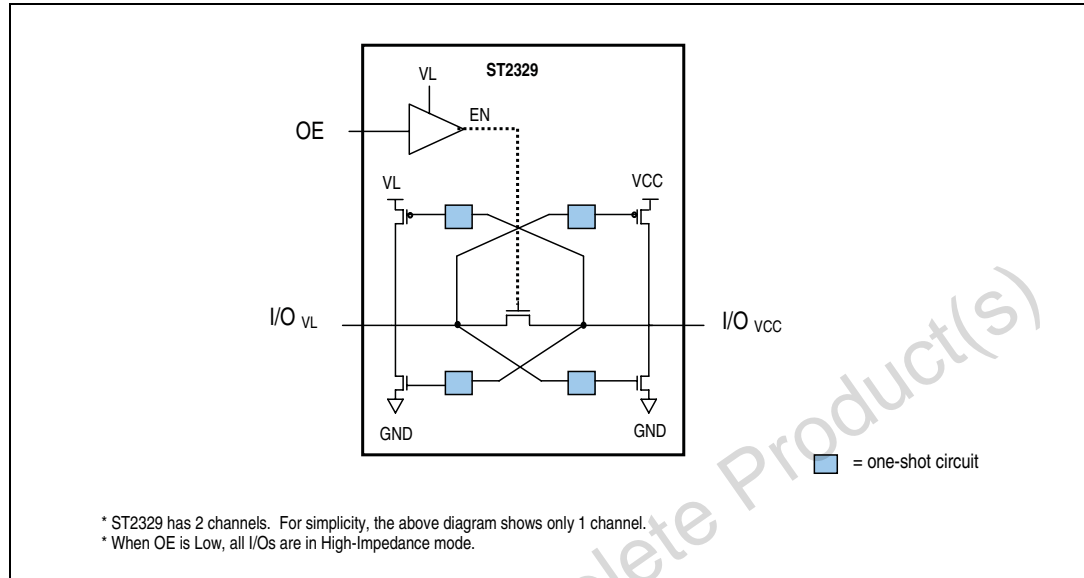 ST2329
VL
EN
OE
VL
VCC
I/O VL
I/O VCC
GND
GND
= one-shot circuit
* ST2329 has 2 channels. For simplicity, the above diagram shows only 1 channel.
* When OE is Low, all I/Os are in High-Impedance mode.
Product(s)